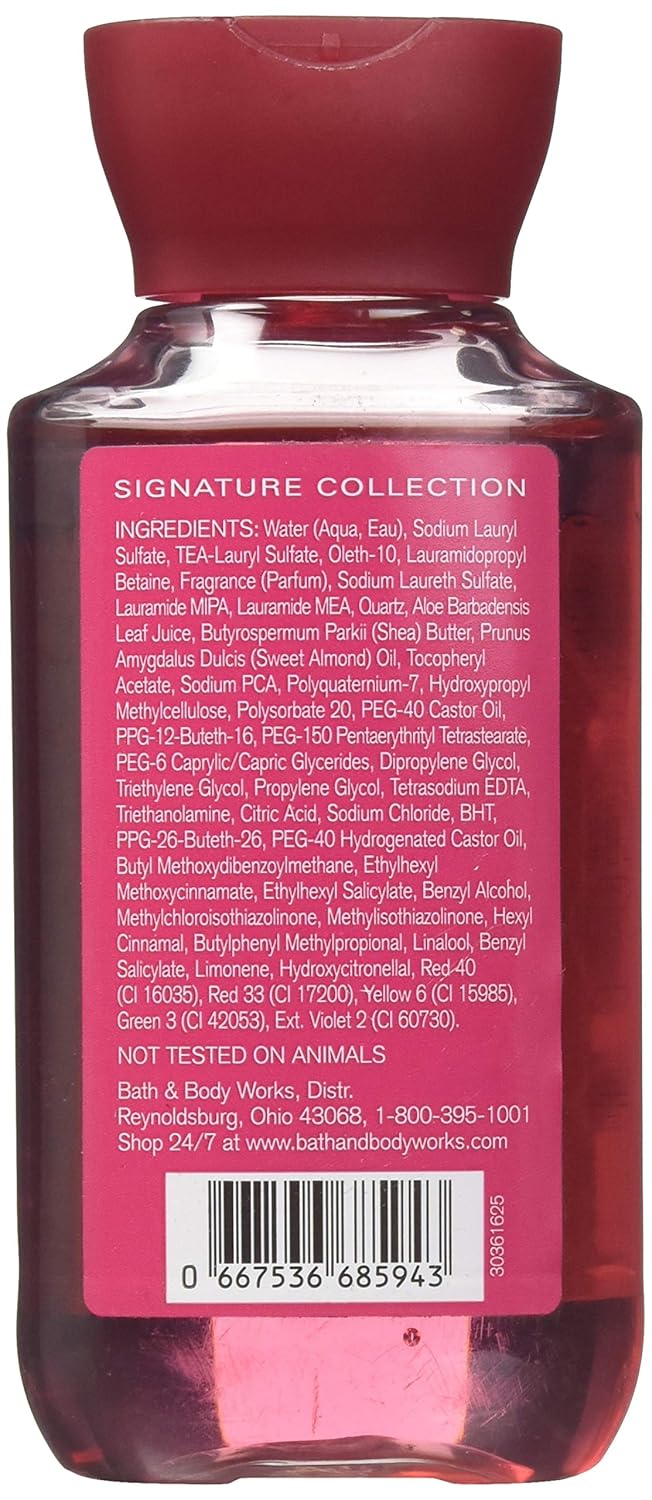 SIGNATURE COLLECTION
INGREDIENTS: Water (Aqua, Eau), Sodium Lauryl
Sulfate, TEA-Lauryl Sulfate, Oleth-10, Lauramidopropyl
Betaine, Fragrance (Parfum), Sodium Laureth Sulfate,
Lauramide MIPA, Lauramide MEA, Quartz, Aloe Barbadensis
Leaf Juice, Butyrospermum Parkii (Shea) Butter, Prunus
Amygdalus Dulcis (Sweet Almond) Oil, Tocopheryl
Acetate, Sodium PCA, Polyquaternium-7, Hydroxypropyl
Methylcellulose, Polysorbate 20, PEG-40 Castor Oil,
PPG-12-Buteth-16, PEG-150 Pentaerythrityl Tetrastearate,
PEG-6 Caprylic/Capric Glycerides, Dipropylene Glycol,
Triethylene Glycol, Propylene Glycol, Tetrasodium EDTA,
Triethanolamine, Citric Acid, Sodium Chloride, BHT,
PPG-26-Buteth-26, PEG-40 Hydrogenated Castor Oil,
Butyl Methoxydibenzoylmethane, Ethylhexyl
Methoxycinnamate, Ethylhexyl Salicylate, Benzyl Alcohol,
Methylchloroisothiazolinone, Methylisothiazolinone, Hexyl
Cinnamal, Butylphenyl Methylpropional, Linalool, Benzyl
Salicylate, Limonene, Hydroxycitronellal, Red 40
(CI 16035), Red 33 (CI 17200), Yellow 6 (CI 15985),
Green 3 (CI 42053), Ext. Violet 2 (CI 60730).
NOT TESTED ON ANIMALS
Bath & Body Works, Distr.
Reynoldsburg, Ohio 43068, 1-800-395-1001
Shop 24/7 at www.bathandbodyworks.com
0 667536 685943
30361625